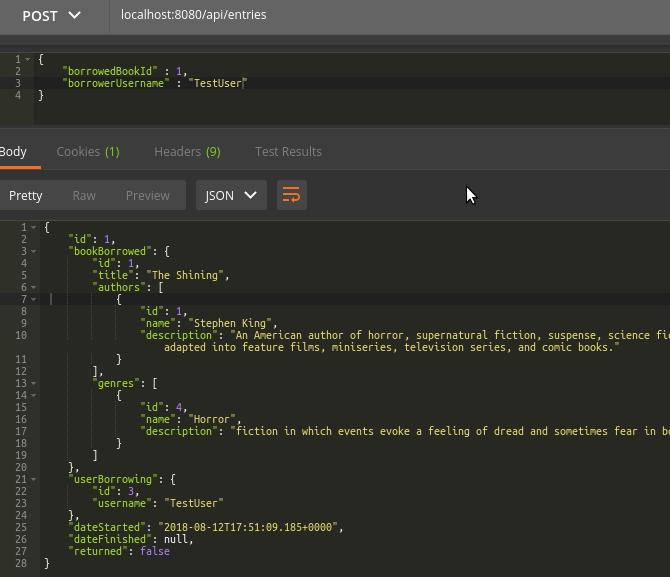 POST localhost:8080/api/entries
1 {
2 "borrowedBookId" : 1,
3 "borrowerUsername" : "TestUser"
4 }
Body Cookies (1) Headers (9) Test Results
Pretty Raw Preview JSON
1 {
2 "id": 1,
3 "bookBorrowed": {
4 "id": 1,
5 "title": "The Shining",
6 "authors": [
7 {
8 "id": 1,
9 "name": "Stephen King",
10 "description": "An American author of horror, supernatural fiction, suspense, science fic
adapted into feature films, miniseries, television series, and comic books."
11 }
12 ],
13 "genres": [
14 {
15 "id": 4,
16 "name": "Horror",
17 "description": "fiction in which events evoke a feeling of dread and sometimes fear in bo
18 }
19 ]
20 },
21 "userBorrowing": {
22 "id": 3,
23 "username": "TestUser"
24 },
25 "dateStarted": "2018-08-12T17:51:09.185+0000",
26 "dateFinished": null,
27 "returned": false
28 }